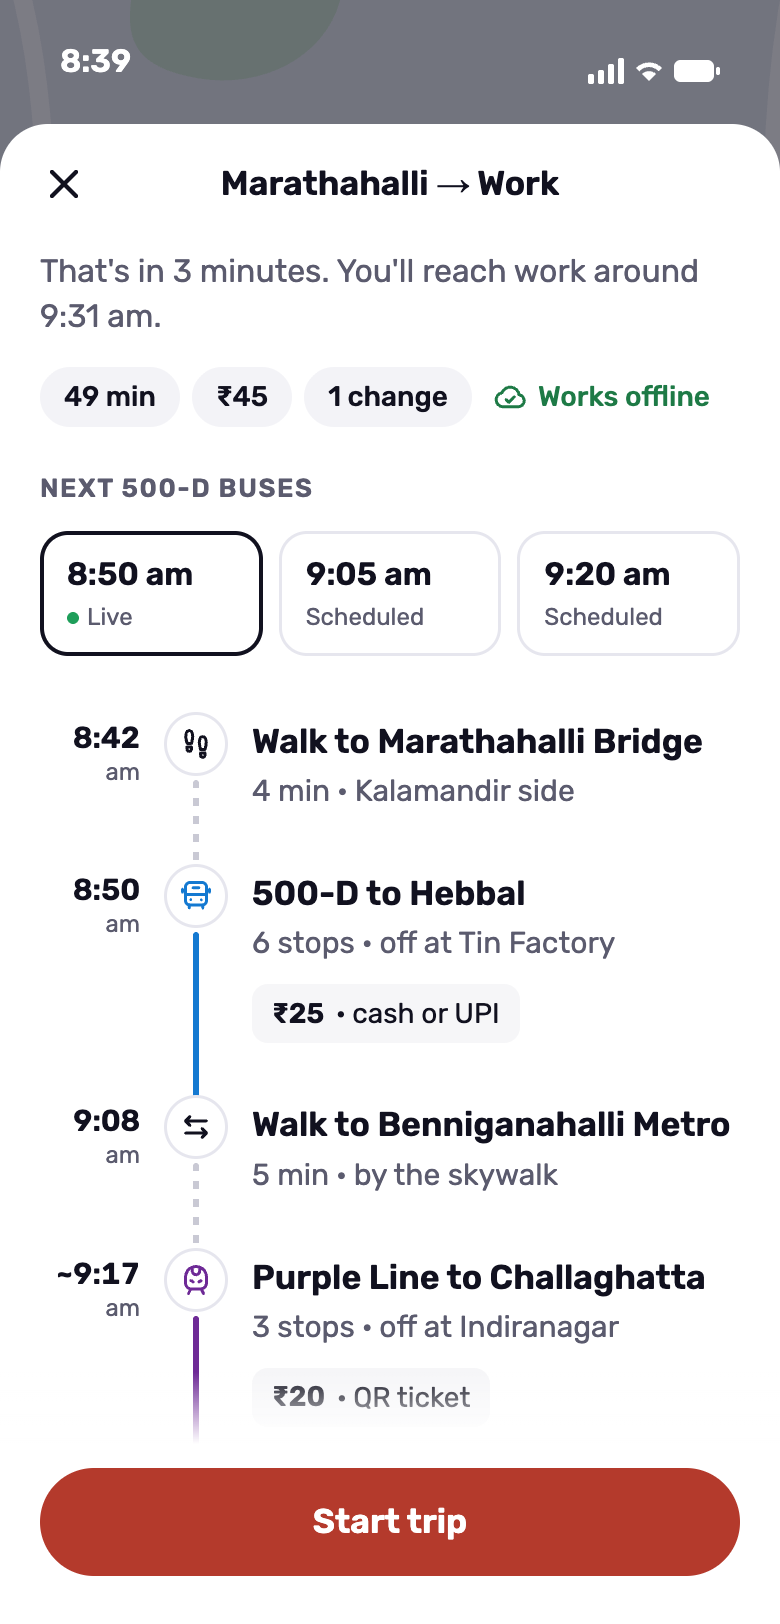 8:39
Marathahalli → Work
That's in 3 minutes. You'll reach work around
9:31 am.
49 min
₹45
1 change
Works offline
NEXT 500-D BUSES
8:50 am
Live
9:05 am
Scheduled
9:20 am
Scheduled
8:42
am
Walk to Marathahalli Bridge
4 min • Kalamandir side
8:50
am
500-D to Hebbal
6 stops • off at Tin Factory
₹25 • cash or UPI
9:08
am
Walk to Benniganahalli Metro
5 min • by the skywalk
~9:17
am
Purple Line to Challaghatta
3 stops • off at Indiranagar
₹20 • QR ticket
Start trip